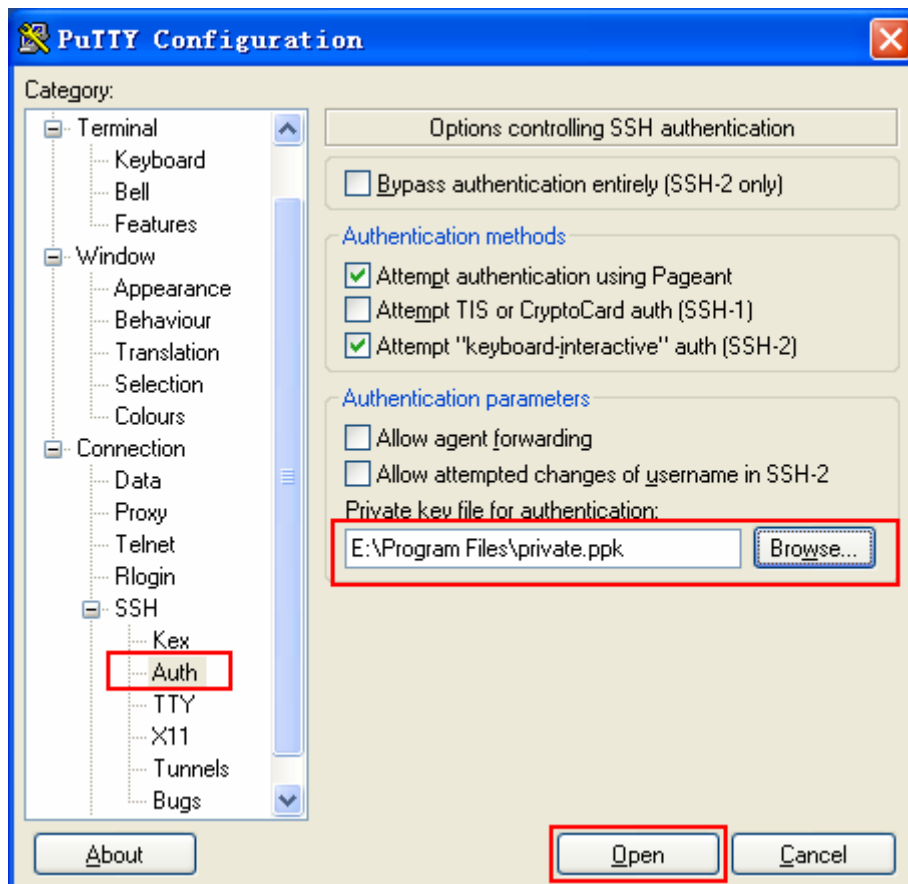 PuTTY Configuration
Category:
Terminal
Keyboard
Bell
Features
Window
Appearance
Behaviour
Translation
Selection
Colours
Connection
Data
Proxy
Telnet
Rlogin
SSH
Kex
Auth
TTY
X11
Tunnels
Bugs
Options controlling SSH authentication
Bypass authentication entirely (SSH-2 only)
Authentication methods
Attempt authentication using Pageant
Attempt TIS or CryptoCard auth (SSH-1)
Attempt "keyboard-interactive" auth (SSH-2)
Authentication parameters
Allow agent forwarding
Allow attempted changes of username in SSH-2
Private key file for authentication:
E:\Program Files\private.ppk
Browse...
About
Open
Cancel